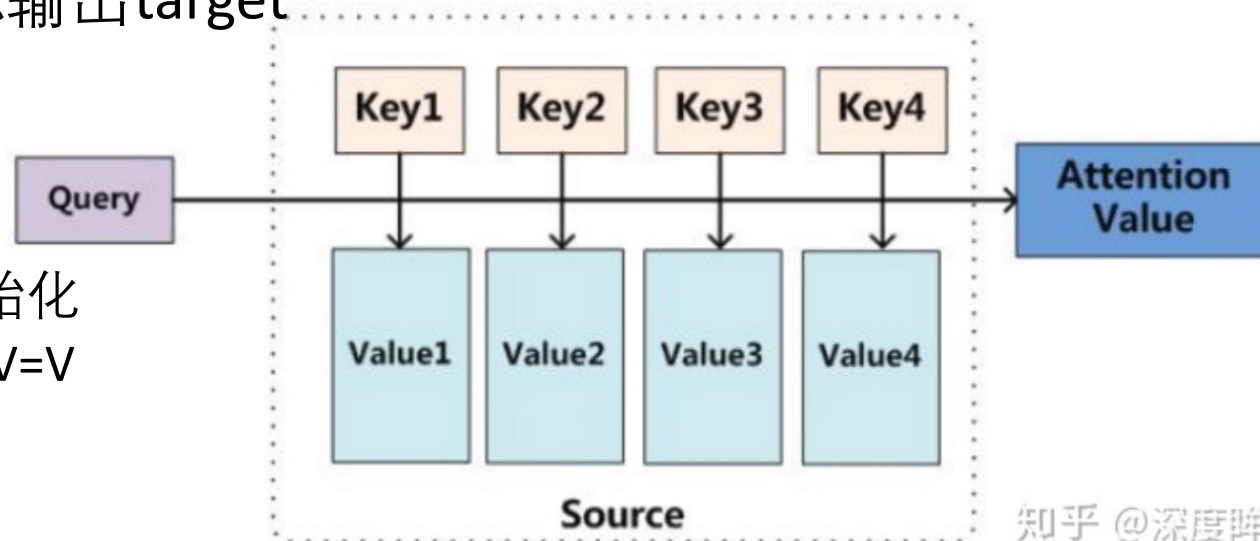 输出target
Key1 Key2 Key3 Key4
Query
Attention
Value
始化
V=V
Value1 Value2 Value3 Value4
Source
知乎 @深度眸